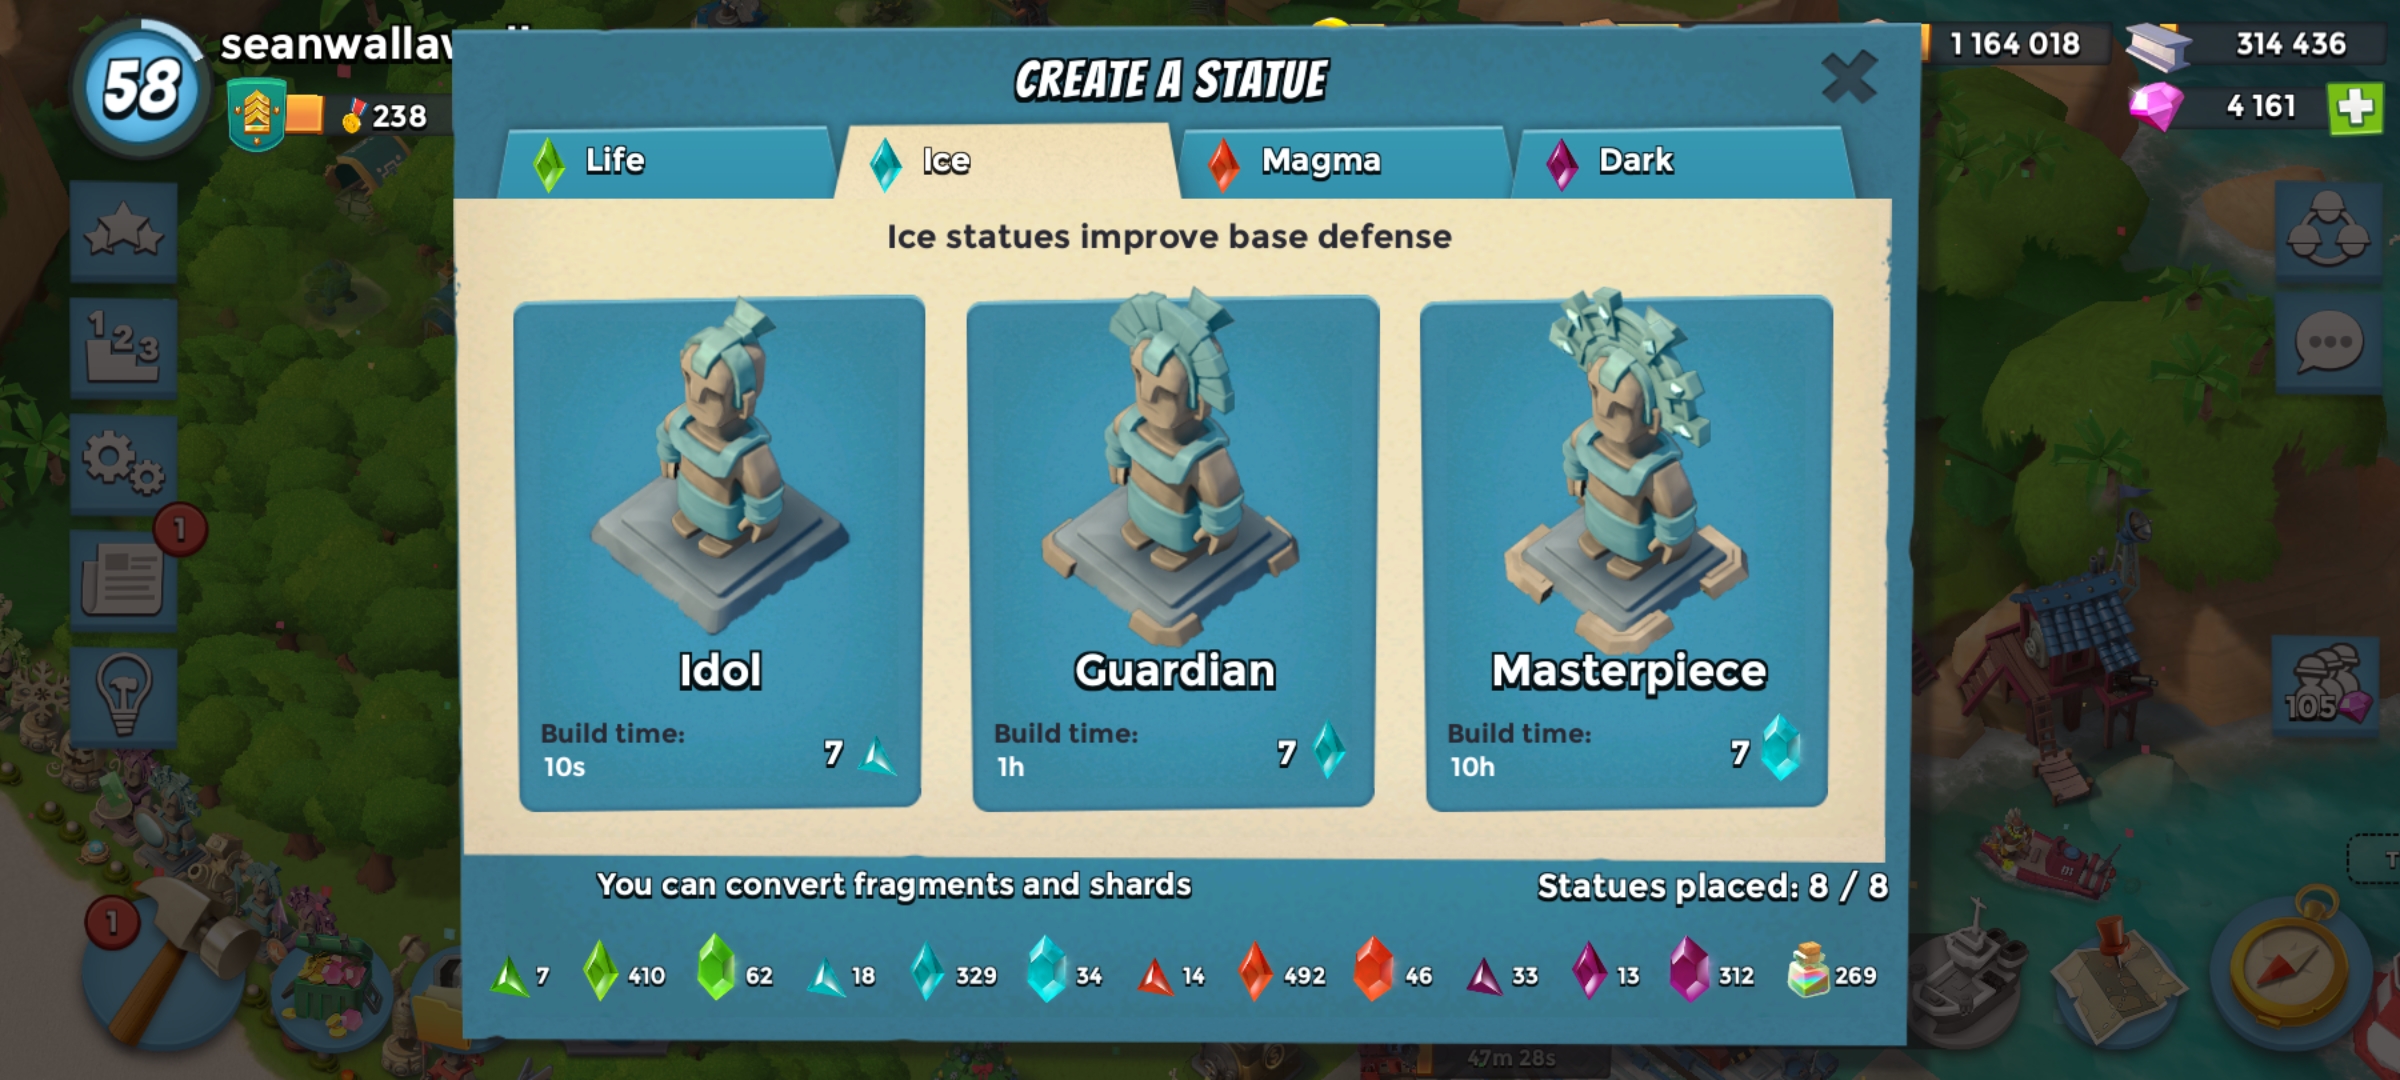 58
238
CREATE A STATUE
1 164 018
314 436
4 161
Life
Ice
Magma
Dark
Ice statues improve base defense
1 2 3
1
Idol
Build time:
10s
7
Guardian
Build time:
1h
7
Masterpiece
Build time:
10h
7
105
You can convert fragments and shards
Statues placed: 8 / 8
1
7
410
62
18
329
34
14
492
46
33
13
312
269
47m 28s